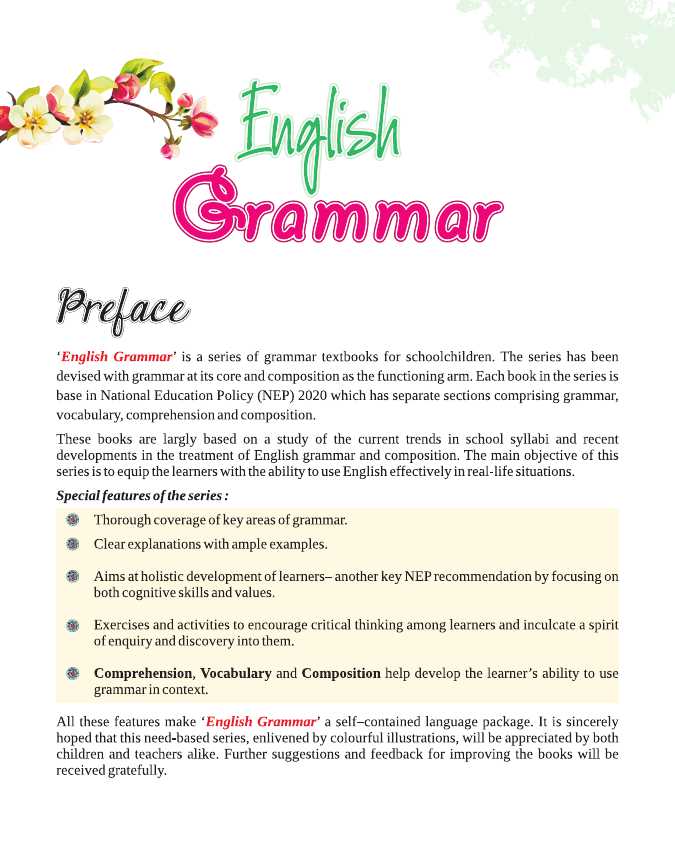 English
Grammar
Preface
‘English Grammar’ is a series of grammar textbooks for schoolchildren. The series has been
devised with grammar at its core and composition as the functioning arm. Each book in the series is
base in National Education Policy (NEP) 2020 which has separate sections comprising grammar,
vocabulary, comprehension and composition.
These books are largly based on a study of the current trends in school syllabi and recent
developments in the treatment of English grammar and composition. The main objective of this
series is to equip the learners with the ability to use English effectively in real-life situations.
Special features of the series :
Thorough coverage of key areas of grammar.
Clear explanations with ample examples.
Aims at holistic development of learners– another key NEP recommendation by focusing on
both cognitive skills and values.
Exercises and activities to encourage critical thinking among learners and inculcate a spirit
of enquiry and discovery into them.
Comprehension, Vocabulary and Composition help develop the learner’s ability to use
grammar in context.
All these features make ‘English Grammar’ a self–contained language package. It is sincerely
hoped that this need-based series, enlivened by colourful illustrations, will be appreciated by both
children and teachers alike. Further suggestions and feedback for improving the books will be
received gratefully.